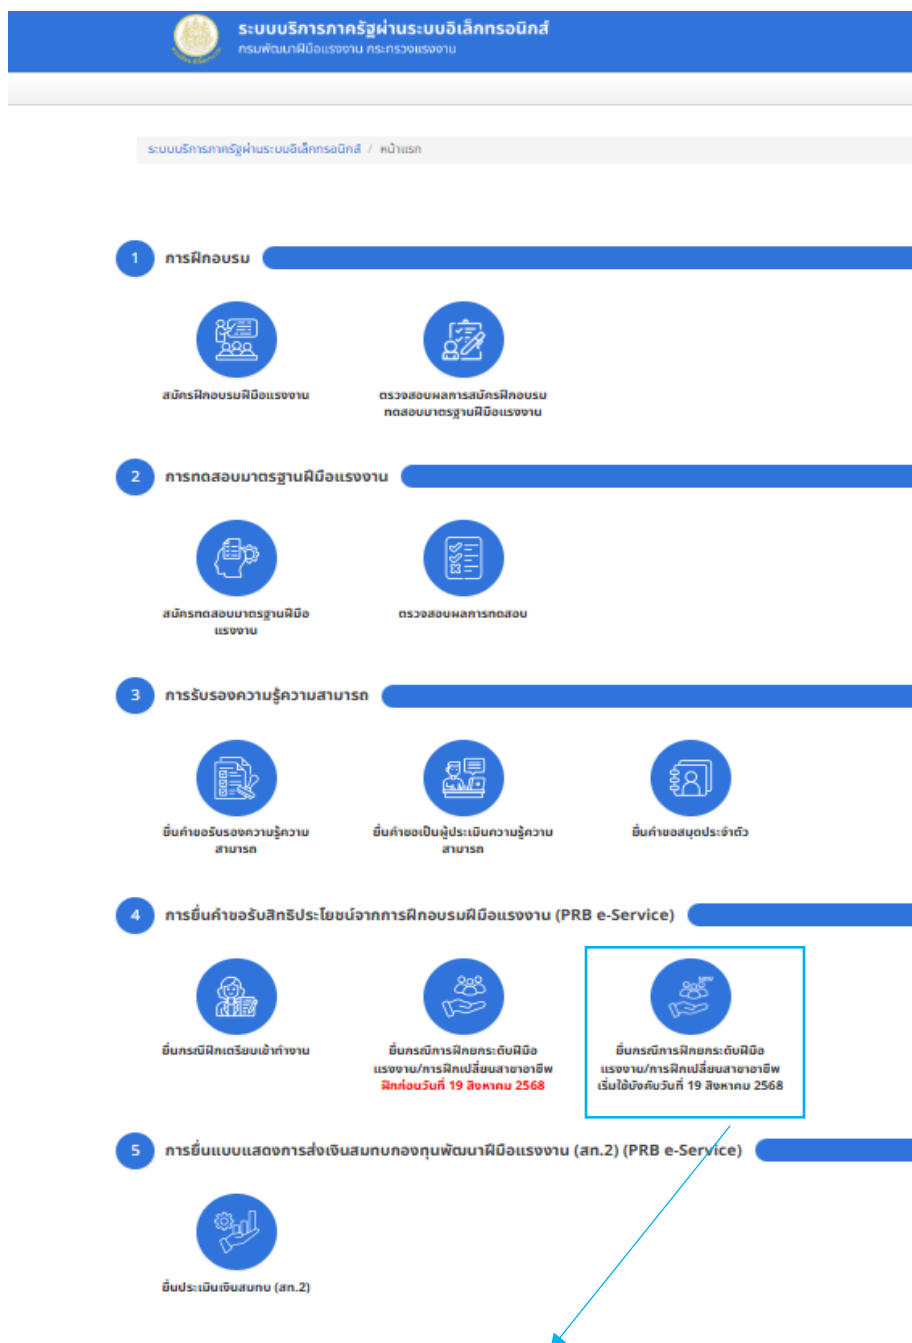 ระบบบริการภาครัฐผ่านระบบอิเล็กทรอนิกส์
กรมพัฒนาฝีมือแรงงาน กระทรวงแรงงาน
ระบบบริการภาครัฐผ่านระบบอิเล็กทรอนิกส์ / หน้าแรก
1 การฝึกอบรม
สมัครฝึกอบรมฝีมือแรงงาน
ตรวจสอบผลการสมัครฝึกอบรม
ทดสอบมาตรฐานฝีมือแรงงาน
2 การทดสอบมาตรฐานฝีมือแรงงาน
สมัครทดสอบมาตรฐานฝีมือ
แรงงาน
ตรวจสอบผลการทดสอบ
3 การรับรองความรู้ความสามารถ
ยื่นคำขอรับรองความรู้ความ
สามารถ
ยื่นคำขอเป็นผู้ประเมินความรู้ความ
สามารถ
ยื่นคำขอสมุดประจำตัว
4 การยื่นคำขอรับสิทธิประโยชน์จากการฝึกอบรมฝีมือแรงงาน (PRB e-Service)
ยื่นกรณีฝึกเตรียมเข้าทำงาน
ยื่นกรณีการฝึกยกระดับฝีมือ
แรงงาน/การฝึกเปลี่ยนสาขาอาชีพ
ฝึกก่อนวันที่ 19 สิงหาคม 2568
NEW
ยื่นกรณีการฝึกยกระดับฝีมือ
แรงงาน/การฝึกเปลี่ยนสาขาอาชีพ
เริ่มใช้บังคับวันที่ 19 สิงหาคม 2568
5 การยื่นแบบแสดงการส่งเงินสมทบกองทุนพัฒนาฝีมือแรงงาน (สท.2) (PRB e-Service)
ยื่นประเมินเงินสมทบ (สท.2)